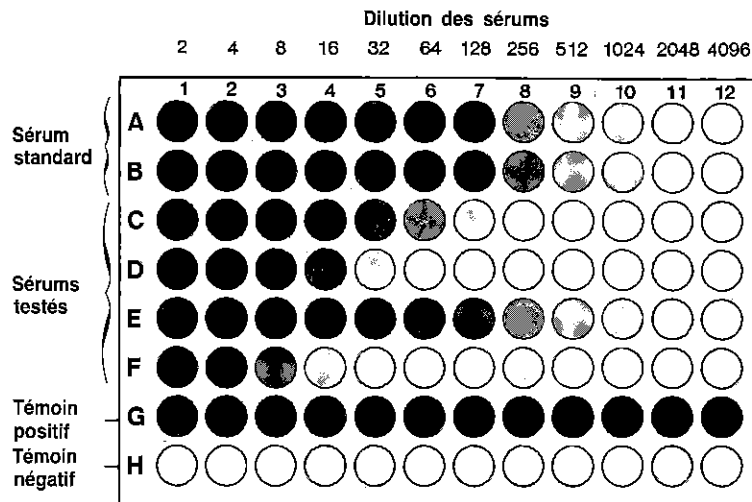 Dilution des sérums
2 4 8 16 32 64 128 256 512 1024 2048 4096
1 2 3 4 5 6 7 8 9 10 11 12
Sérum
standard
A
B
Sérums
testés
C
D
E
F
Témoin
positif
G
Témoin
négatif
H